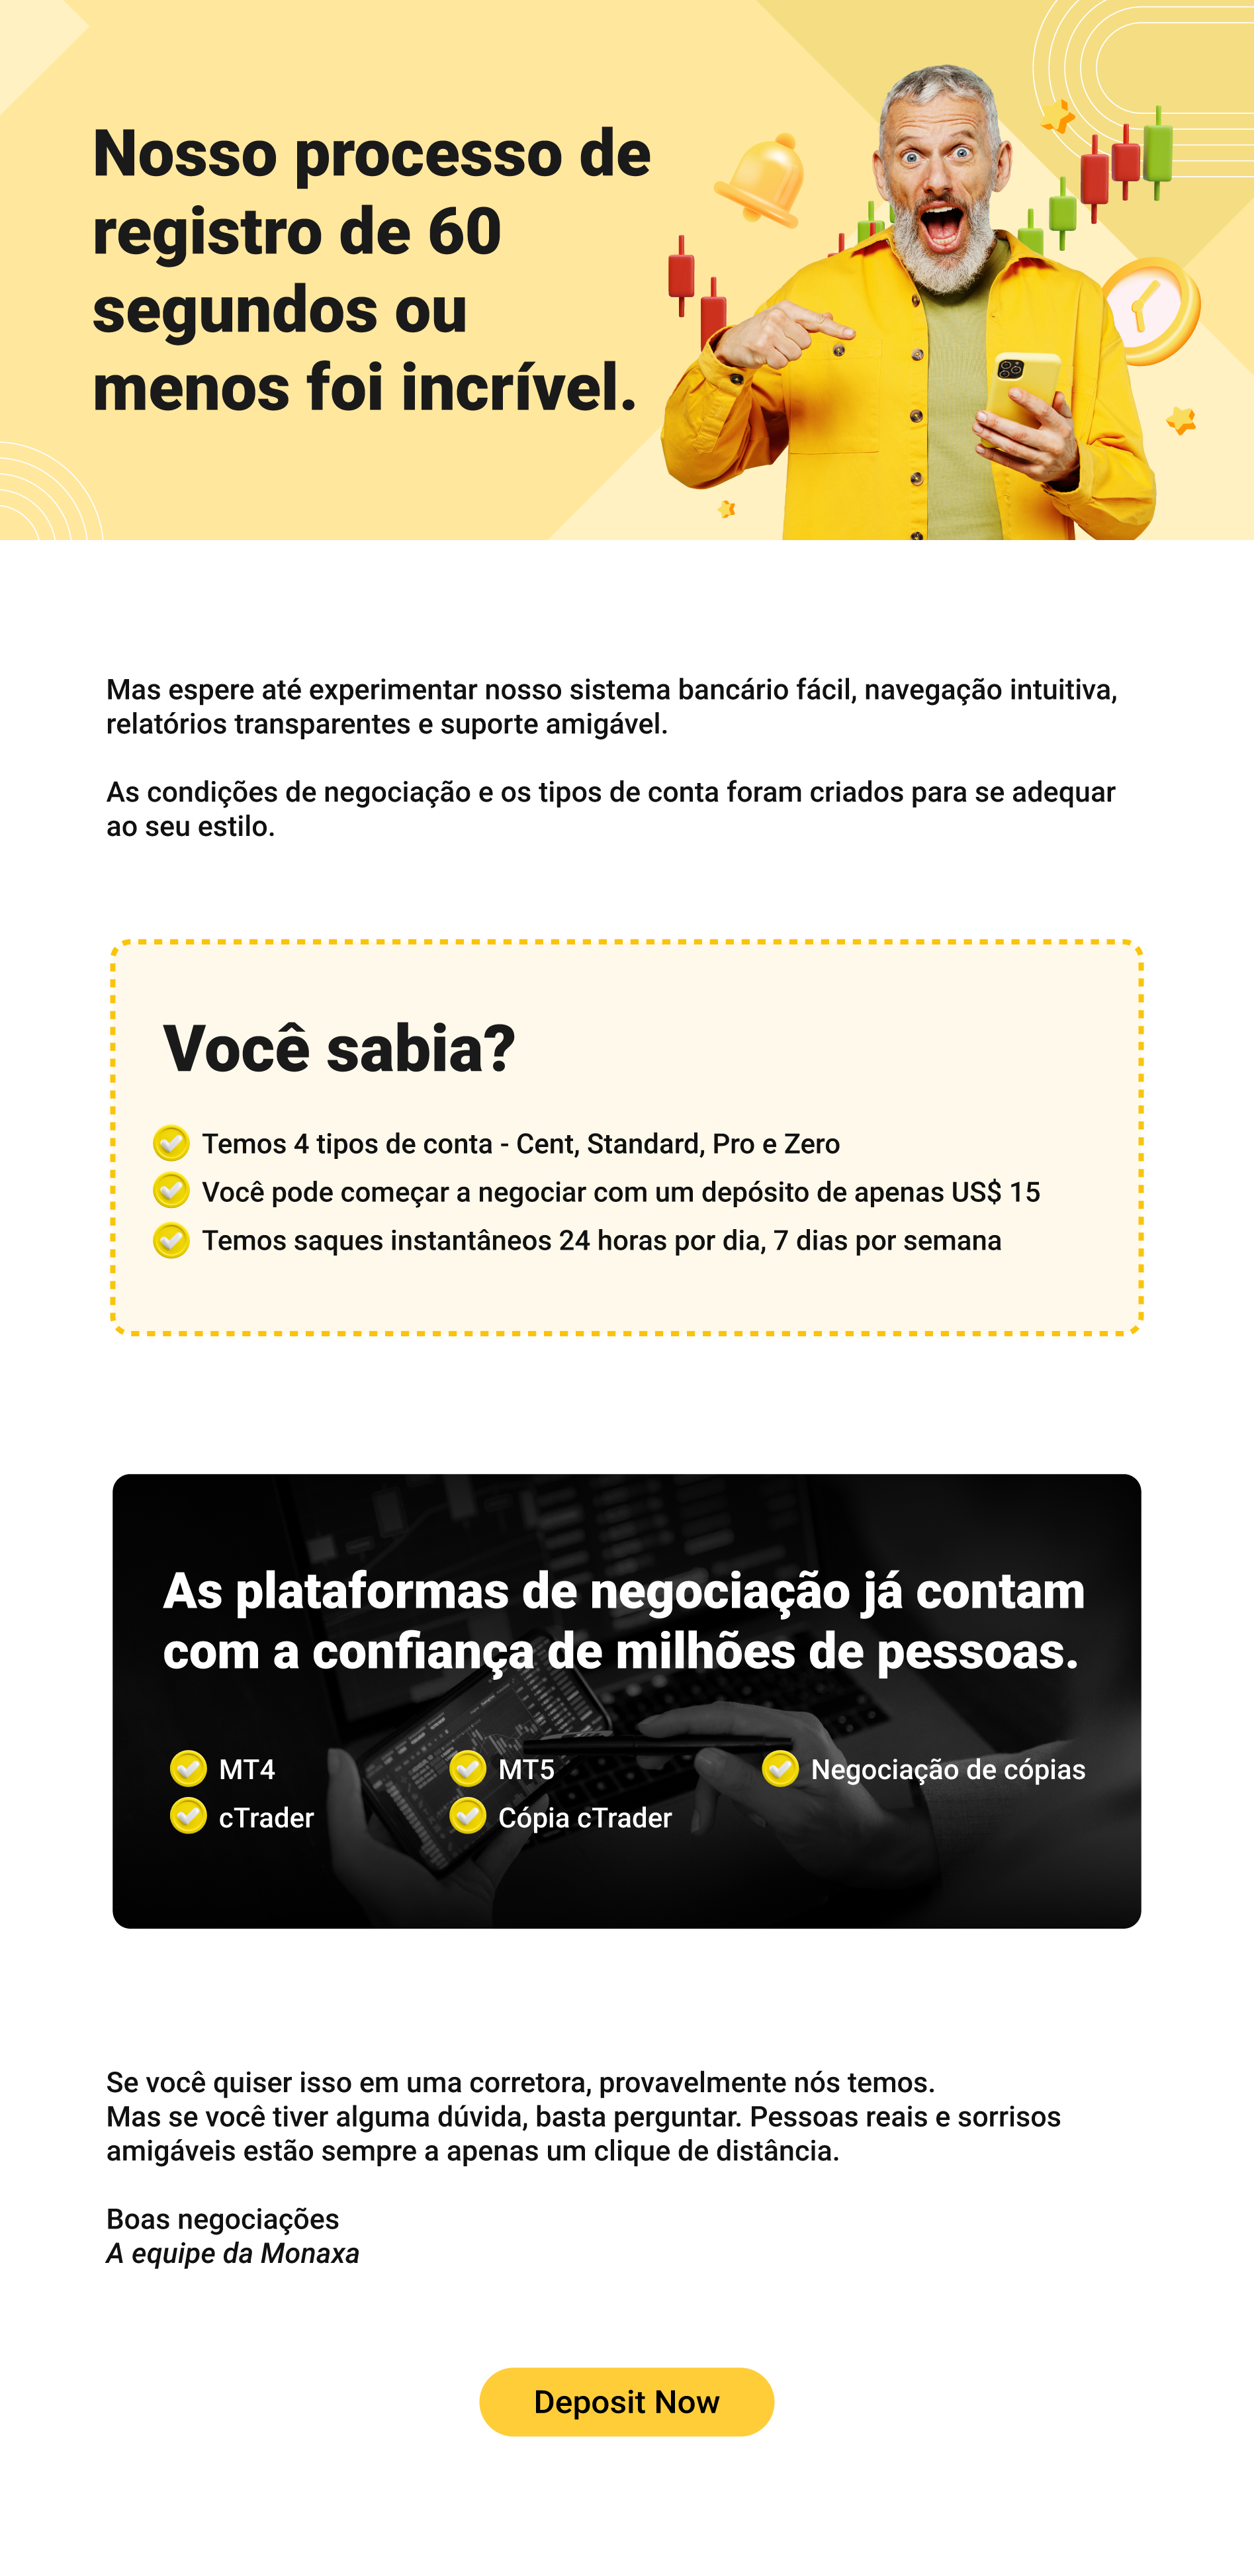 Nosso processo de
registro de 60
segundos ou
menos foi incrível.
Mas espere até experimentar nosso sistema bancário fácil, navegação intuitiva,
relatórios transparentes e suporte amigável.
As condições de negociação e os tipos de conta foram criados para se adequar
ao seu estilo.
Você sabia?
Temos 4 tipos de conta - Cent, Standard, Pro e Zero
Você pode começar a negociar com um depósito de apenas US$ 15
Temos saques instantâneos 24 horas por dia, 7 dias por semana
As plataformas de negociação já contam
com a confiança de milhões de pessoas.
MT4
MT5
Negociação de cópias
cTrader
Cópia cTrader
Se você quiser isso em uma corretora, provavelmente nós temos.
Mas se você tiver alguma dúvida, basta perguntar. Pessoas reais e sorrisos
amigáveis estão sempre a apenas um clique de distância.
Boas negociações
A equipe da Monaxa
Deposit Now